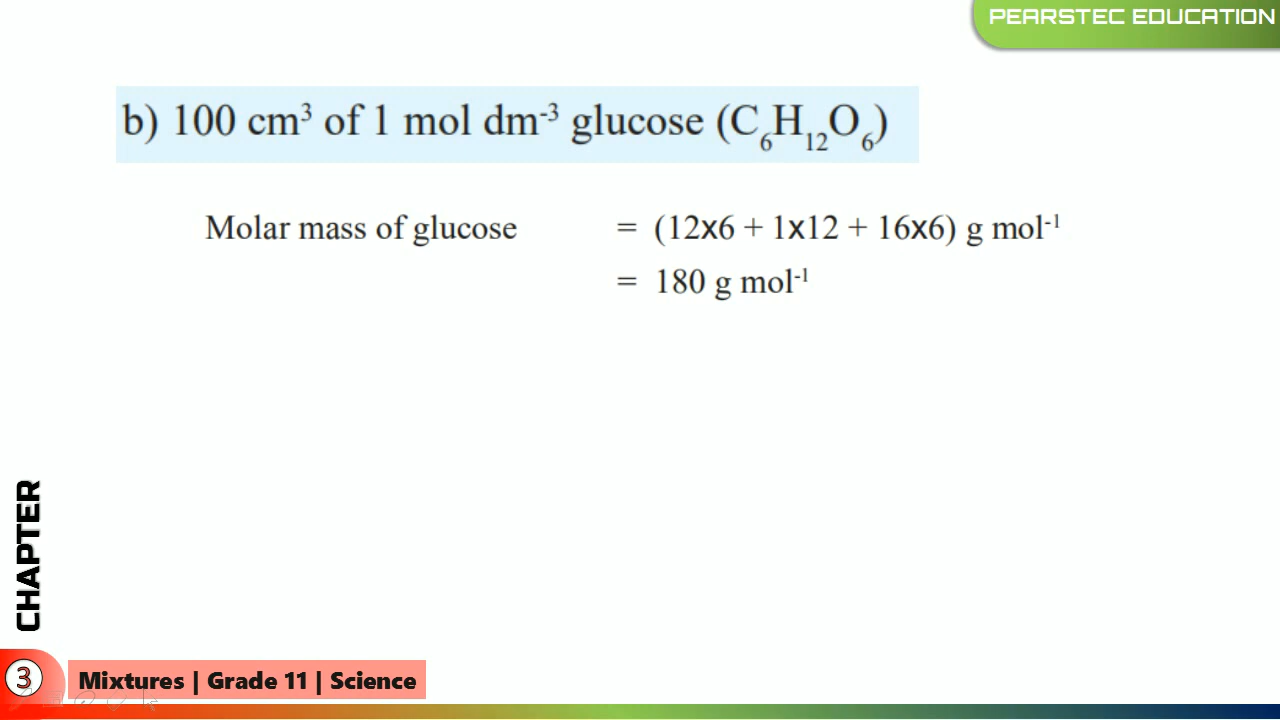 PEARSTEC EDUCATION
b) 100 cm³ of 1 mol dm⁻³ glucose (C₆H₁₂O₆)
Molar mass of glucose = (12x6 + 1x12 + 16x6) g mol⁻¹
= 180 g mol⁻¹
CHAPTER
3
Mixtures | Grade 11 | Science